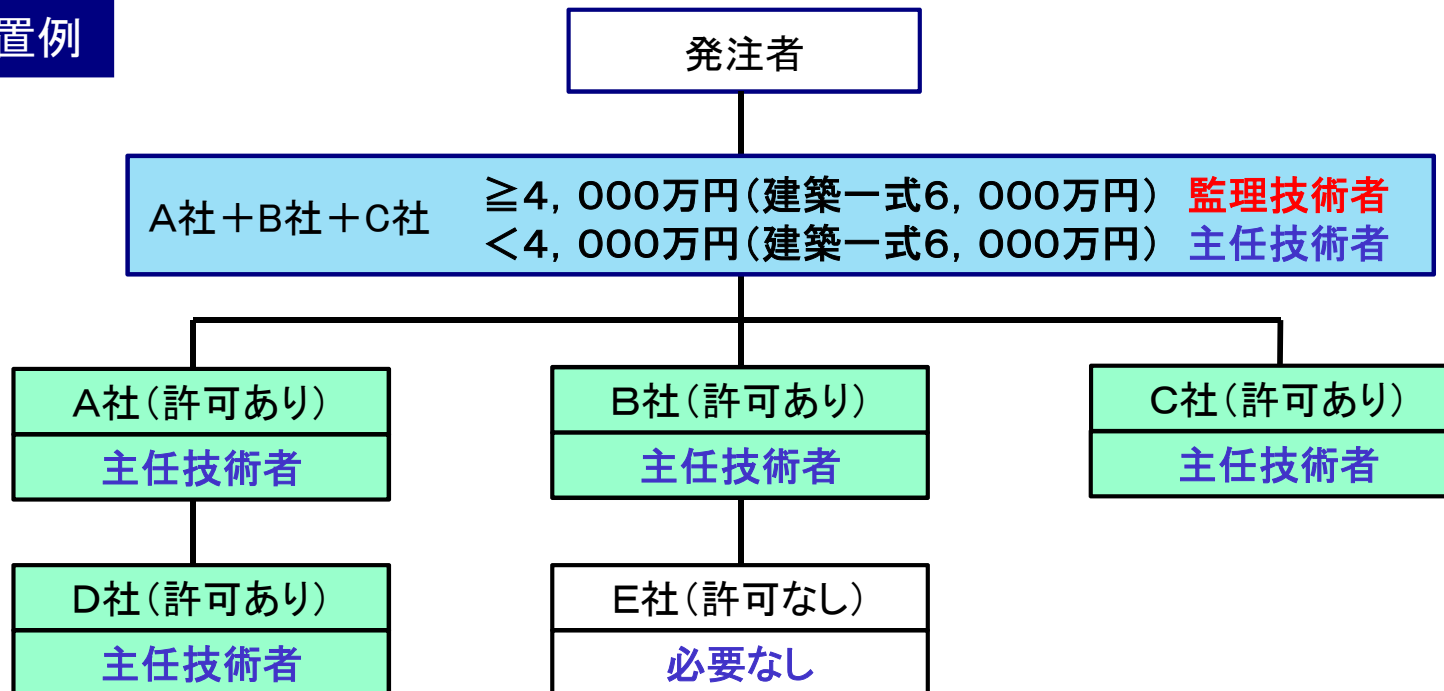 置例
発注者
A社＋B社＋C社
≧4，000万円（建築一式6，000万円） 監理技術者
＜4，000万円（建築一式6，000万円） 主任技術者
A社（許可あり）
主任技術者
B社（許可あり）
主任技術者
C社（許可あり）
主任技術者
D社（許可あり）
主任技術者
E社（許可なし）
必要なし